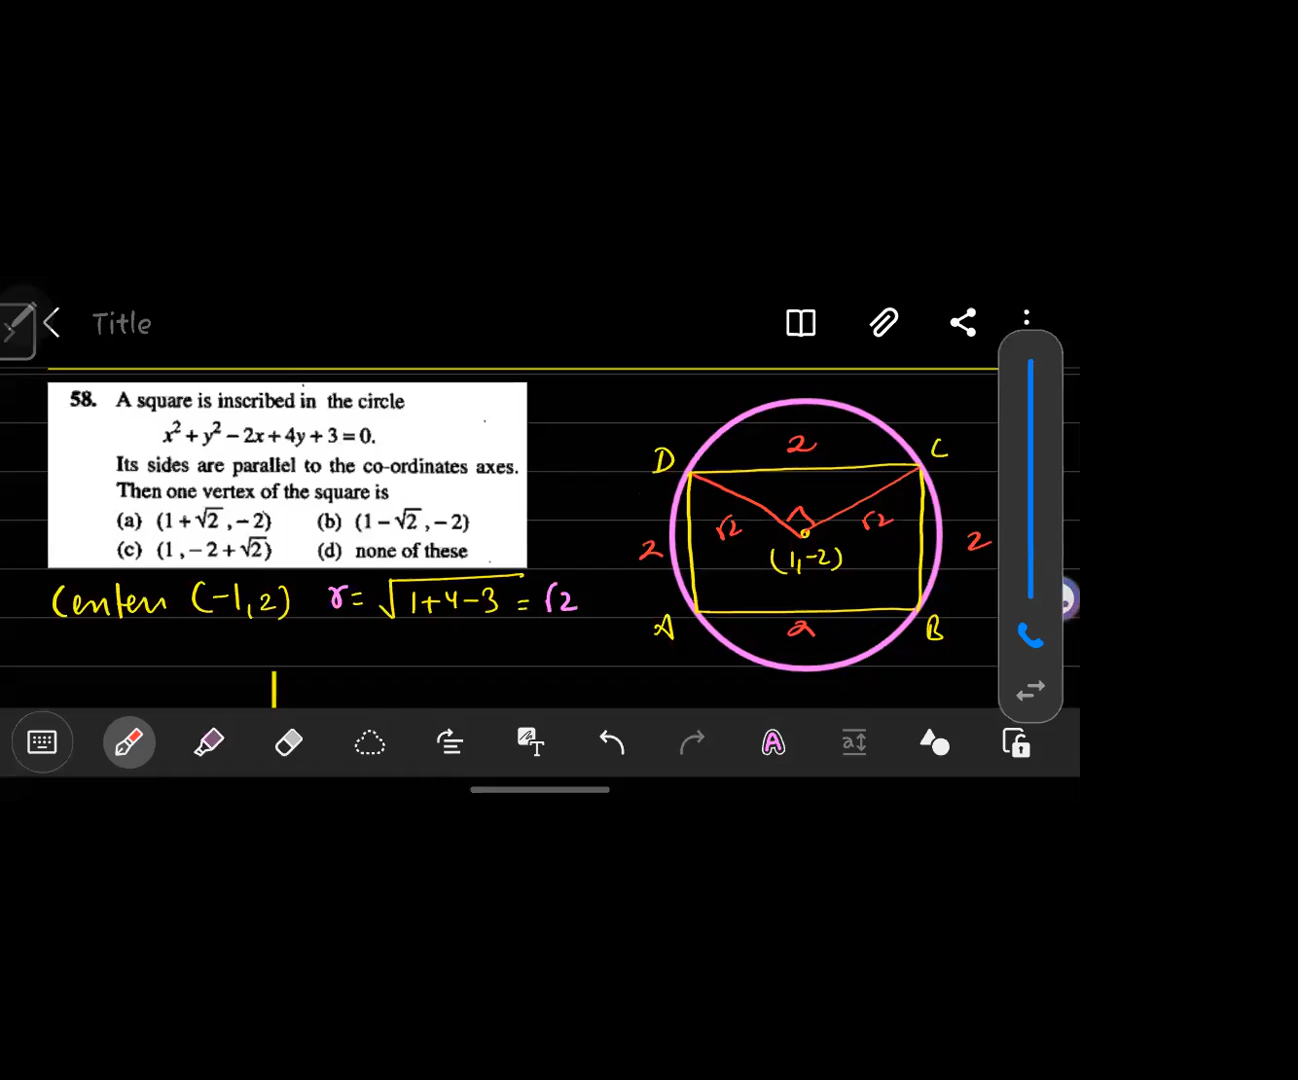 Title
58. A square is inscribed in the circle
x² + y² – 2x + 4y + 3 = 0.
Its sides are parallel to the co-ordinates axes.
Then one vertex of the square is
(a) (1 + √2 , – 2) (b) (1 – √2 , – 2)
(c) (1 , – 2 + √2) (d) none of these
Center (-1,2) r = √1+4-3 = √2
D 2 C
2 √2 √2 2
(1,-2)
A 2 B
A
T
a